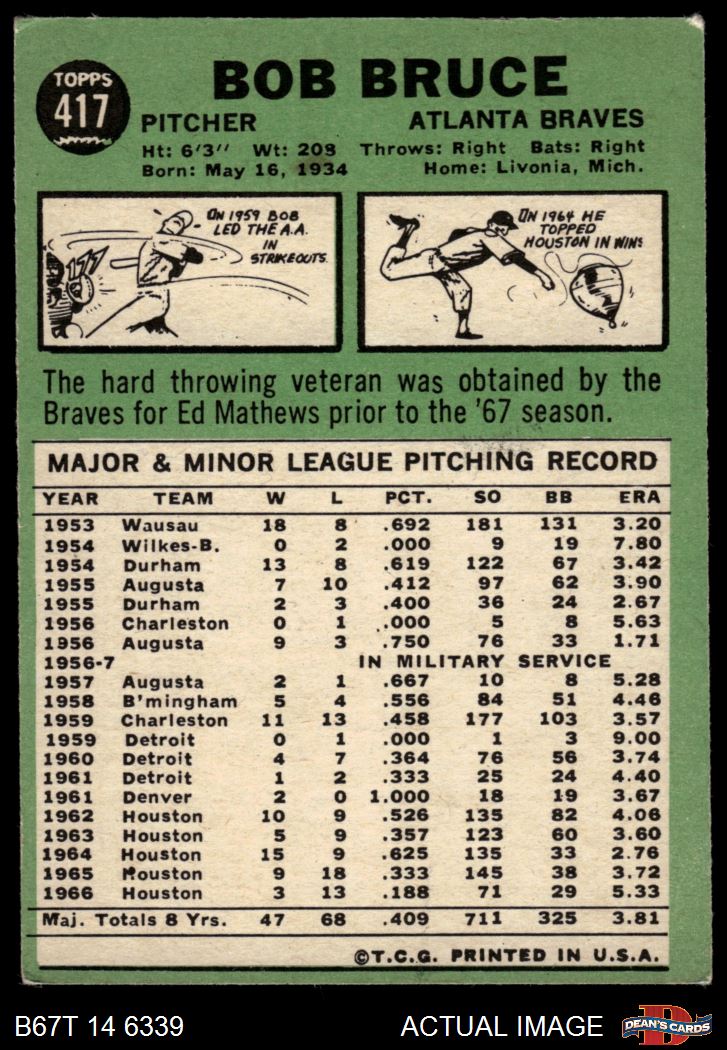 TOPPS
417
BOB BRUCE
PITCHER ATLANTA BRAVES
Ht: 6'3" Wt: 208 Throws: Right Bats: Right
Born: May 16, 1934 Home: Livonia, Mich.
IN 1959 BOB
LED THE A.A.
IN
STRIKEOUTS.
177
IN 1964 HE
TOPPED
HOUSTON IN WINS
The hard throwing veteran was obtained by the
Braves for Ed Mathews prior to the '67 season.
MAJOR & MINOR LEAGUE PITCHING RECORD
YEAR TEAM W L PCT. SO BB ERA
1953 Wausau 18 8 .692 181 131 3.20
1954 Wilkes-B. 0 2 .000 9 19 7.80
1954 Durham 13 8 .619 122 67 3.42
1955 Augusta 7 10 .412 97 62 3.90
1955 Durham 2 3 .400 36 24 2.67
1956 Charleston 0 1 .000 5 8 5.63
1956 Augusta 9 3 .750 76 33 1.71
1956-7 IN MILITARY SERVICE
1957 Augusta 2 1 .667 10 8 5.28
1958 B'mingham 5 4 .556 84 51 4.46
1959 Charleston 11 13 .458 177 103 3.57
1959 Detroit 0 1 .000 1 3 9.00
1960 Detroit 4 7 .364 76 56 3.74
1961 Detroit 1 2 .333 25 24 4.40
1961 Denver 2 0 1.000 18 19 3.67
1962 Houston 10 9 .526 135 82 4.06
1963 Houston 5 9 .357 123 60 3.60
1964 Houston 15 9 .625 135 33 2.76
1965 Houston 9 18 .333 145 38 3.72
1966 Houston 3 13 .188 71 29 5.33
Maj. Totals 8 Yrs. 47 68 .409 711 325 3.81
©T.C.G. PRINTED IN U.S.A.
B67T 14 6339 ACTUAL IMAGE
D
DEAN'S CARDS